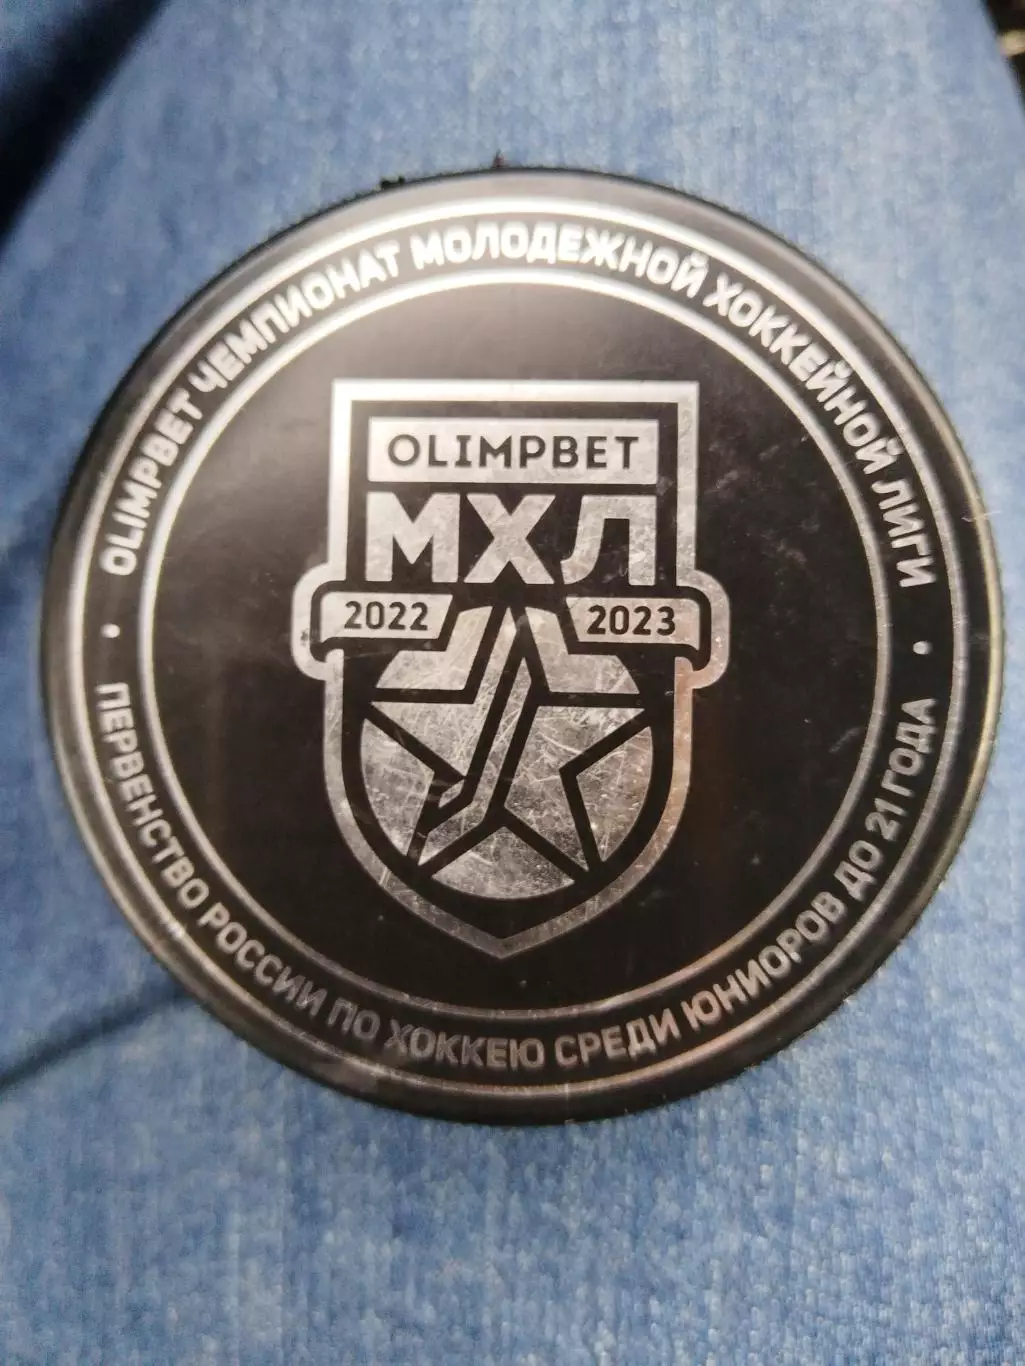 OLIMPBET ЧЕМПИОНАТ МОЛОДЕЖНОЙ ХОККЕЙНОЙ ЛИГИ
OLIMPBET
МХЛ
2022 2023
ПЕРВЕНСТВО РОССИИ ПО ХОККЕЮ СРЕДИ ЮНИОРОВ ДО 21 ГОДА